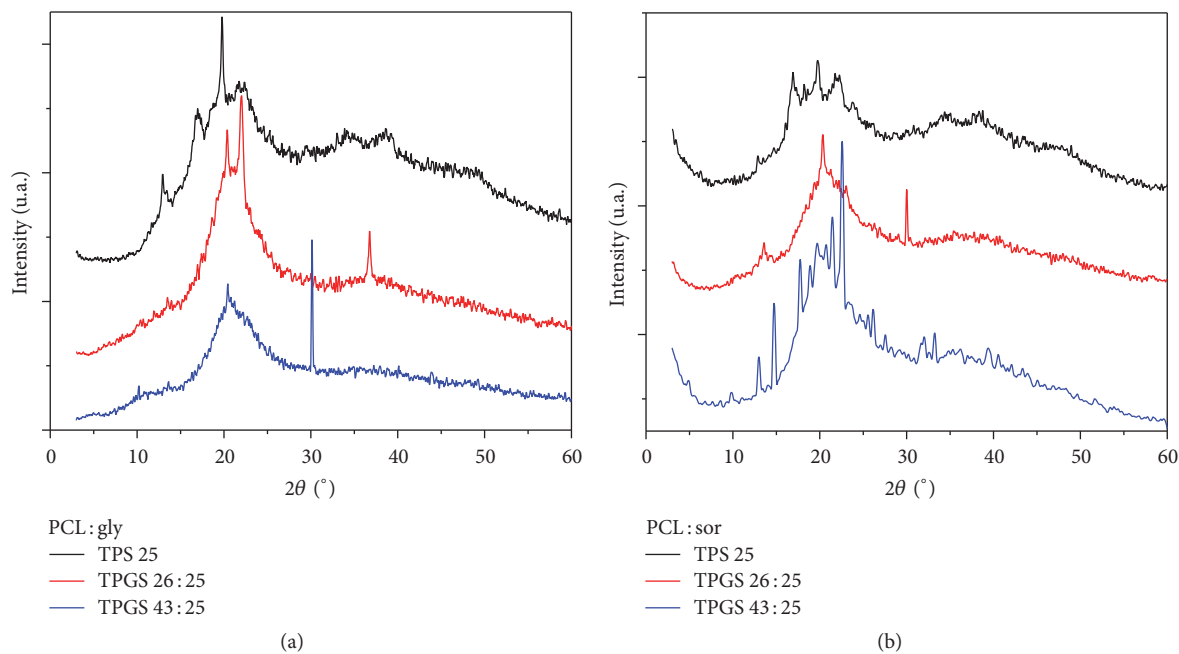 Intensity (u.a.)
0 10 20 30 40 50 60
2θ (°)
PCL : gly
TPS 25
TPGS 26 : 25
TPGS 43 : 25
(a)
Intensity (u.a.)
0 10 20 30 40 50 60
2θ (°)
PCL : sor
TPS 25
TPGS 26 : 25
TPGS 43 : 25
(b)